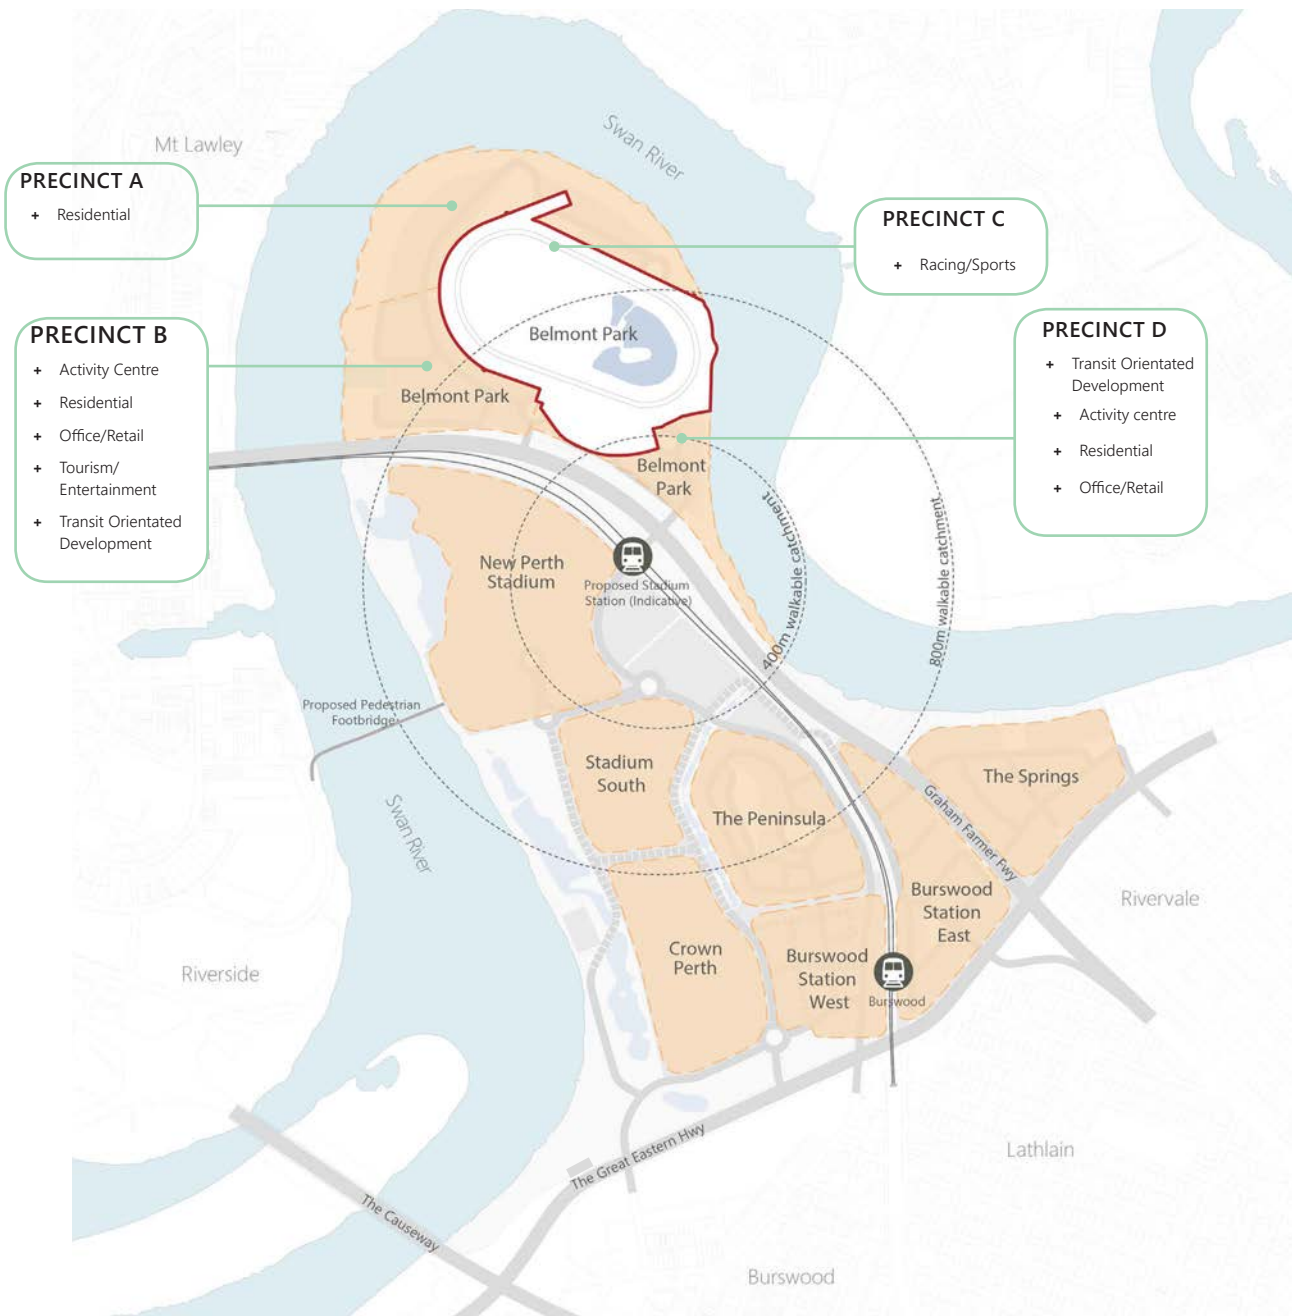 Mt Lawley
Swan River
PRECINCT A
+ Residential
PRECINCT C
+ Racing/Sports
PRECINCT B
+ Activity Centre
+ Residential
+ Office/Retail
+ Tourism/
Entertainment
+ Transit Orientated
Development
PRECINCT D
+ Transit Orientated
Development
+ Activity centre
+ Residential
+ Office/Retail
Belmont Park
Belmont Park
Belmont
Park
400m walkable catchment
800m walkable catchment
New Perth
Stadium
Proposed Stadium
Station (Indicative)
Proposed Pedestrian
Footbridge
Stadium
South
The Peninsula
The Springs
Graham Farmer Fwy
Swan River
Burswood
Station
East
Rivervale
Crown
Perth
Burswood
Station
West
Burswood
Riverside
The Great Eastern Hwy
Lathlain
The Causeway
Burswood